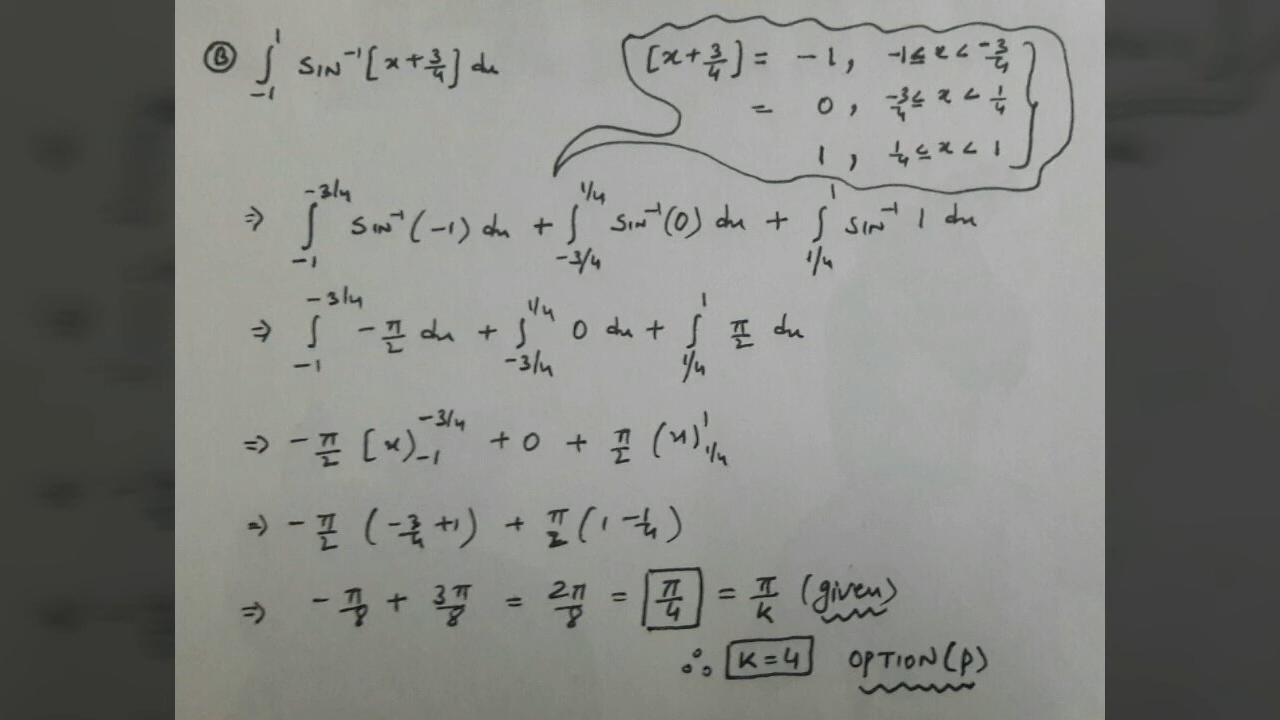 Ⓑ ∫₋₁¹ SIN⁻¹[x + 3/4] dx
[x + 3/4] = -1, -1 ≤ x < -3/4
= 0, -3/4 ≤ x < 1/4
1, 1/4 ≤ x < 1
⇒ ∫₋₁^(-3/4) SIN⁻¹(-1) dx + ∫_(-3/4)^(1/4) SIN⁻¹(0) dx + ∫_(1/4)^1 SIN⁻¹ 1 dx
⇒ ∫₋₁^(-3/4) -π/2 dx + ∫_(-3/4)^(1/4) 0 dx + ∫_(1/4)^1 π/2 dx
⇒ -π/2 [x)₋₁^(-3/4) + 0 + π/2 (x)_(1/4)^1
⇒ -π/2 (-3/4 + 1) + π/2 (1 - 1/4)
⇒ -π/8 + 3π/8 = 2π/8 = π/4 = π/K (given)
∴ K = 4 OPTION (P)